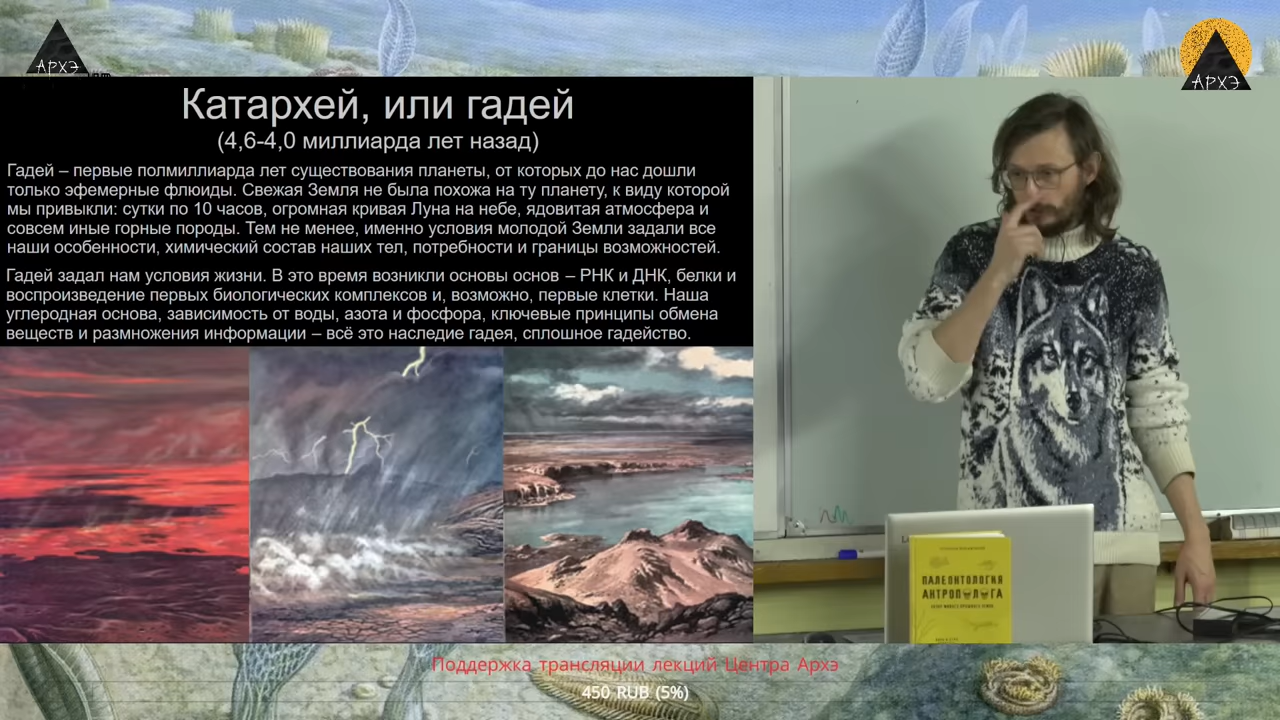 АРХЭ
АРХЭ
Катархей, или гадей
(4,6-4,0 миллиарда лет назад)
Гадей – первые полмиллиарда лет существования планеты, от которых до нас дошли
только эфемерные флюиды. Свежая Земля не была похожа на ту планету, к виду которой
мы привыкли: сутки по 10 часов, огромная кривая Луна на небе, ядовитая атмосфера и
совсем иные горные породы. Тем не менее, именно условия молодой Земли задали все
наши особенности, химический состав наших тел, потребности и границы возможностей.
Гадей задал нам условия жизни. В это время возникли основы основ – РНК и ДНК, белки и
воспроизведение первых биологических комплексов и, возможно, первые клетки. Наша
углеродная основа, зависимость от воды, азота и фосфора, ключевые принципы обмена
веществ и размножения информации – всё это наследие гадея, сплошное гадейство.
ПАЛЕОНТОЛОГИЯ
АНТРОПОЛОГА
Поддержка трансляции лекций Центра Архэ
450 RUB (5%)